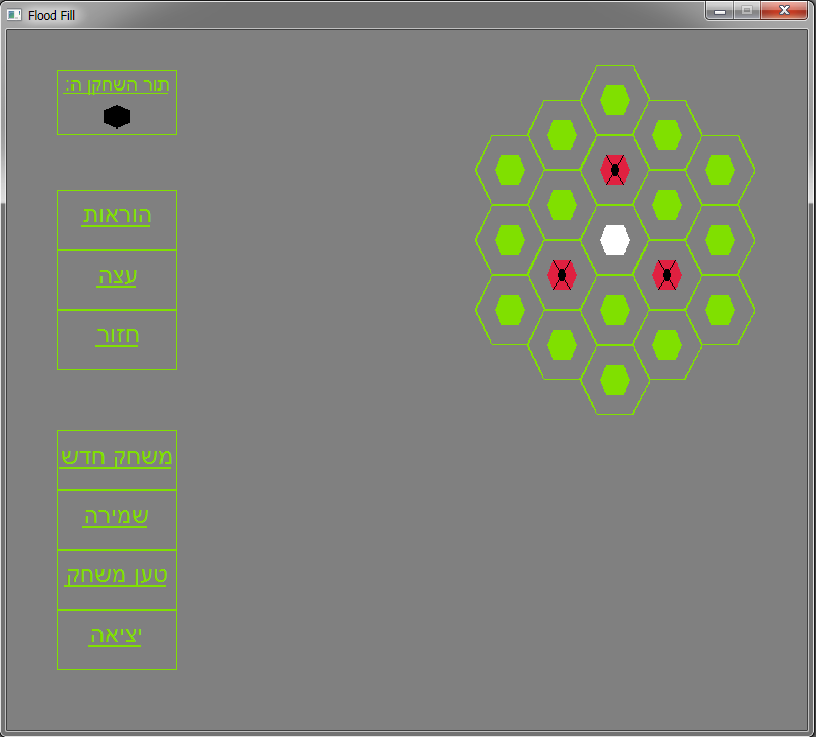 Flood Fill
תור השחקן ה:
הוראות
עצה
חזור
משחק חדש
שמירה
טען משחק
יציאה